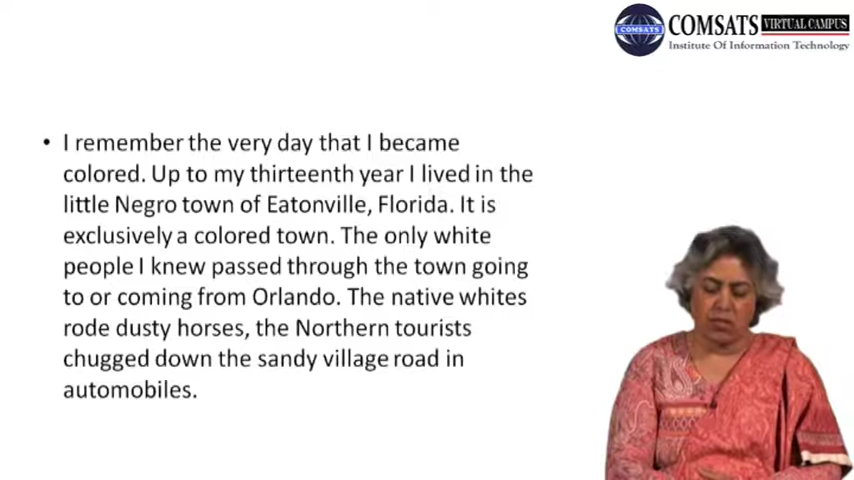 COMSATS VIRTUAL CAMPUS
COMSATS
Institute Of Information Technology
• I remember the very day that I became
colored. Up to my thirteenth year I lived in the
little Negro town of Eatonville, Florida. It is
exclusively a colored town. The only white
people I knew passed through the town going
to or coming from Orlando. The native whites
rode dusty horses, the Northern tourists
chugged down the sandy village road in
automobiles.